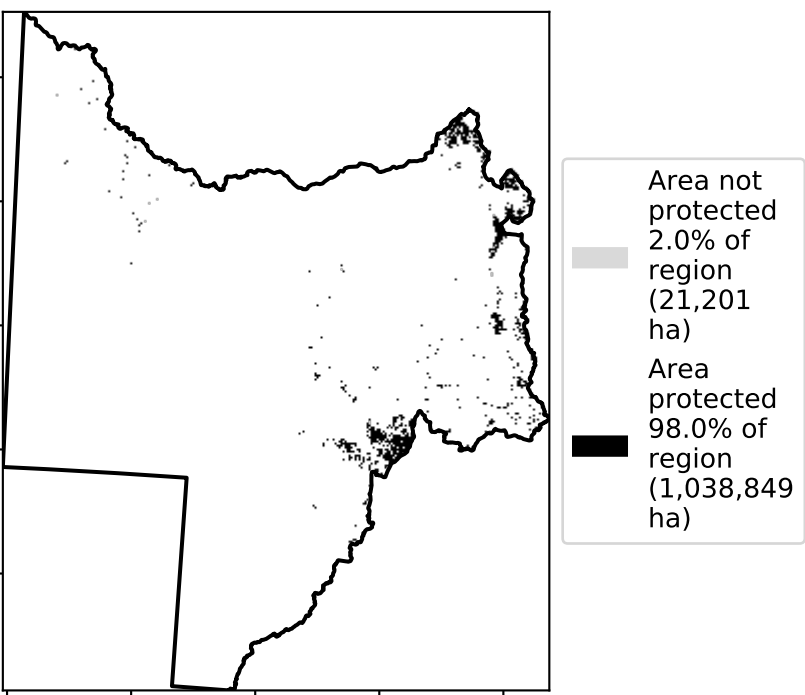 Area not
protected
2.0% of
region
(21,201
ha)
Area
protected
98.0% of
region
(1,038,849
ha)